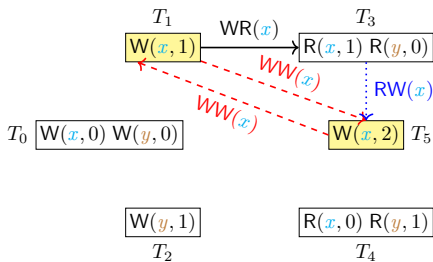 T1 T3
W(x, 1) WR(x) R(x, 1) R(y, 0)
WW(x) RW(x)
WW(x)
T0 W(x, 0) W(y, 0) W(x, 2) T5
W(y, 1) R(x, 0) R(y, 1)
T2 T4